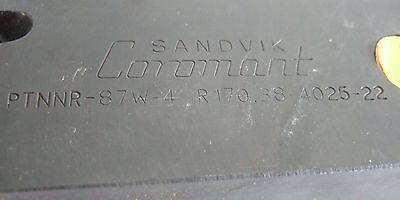 SANDVIK
Coromant
PTNNR-87W-4 R170.38 A025-22